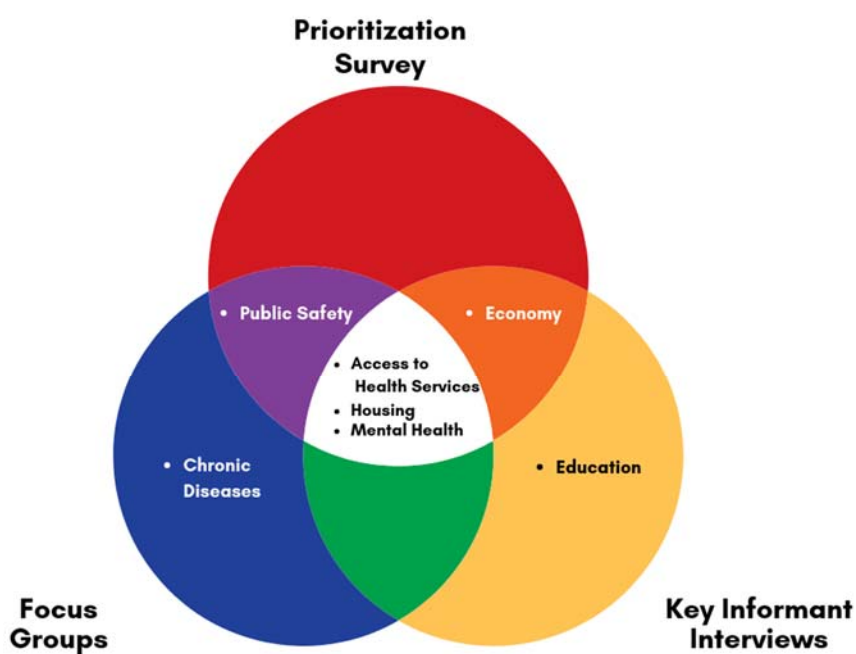 Prioritization
Survey
• Public Safety
• Economy
• Access to
Health Services
• Housing
• Mental Health
• Chronic
Diseases
• Education
Focus
Groups
Key Informant
Interviews